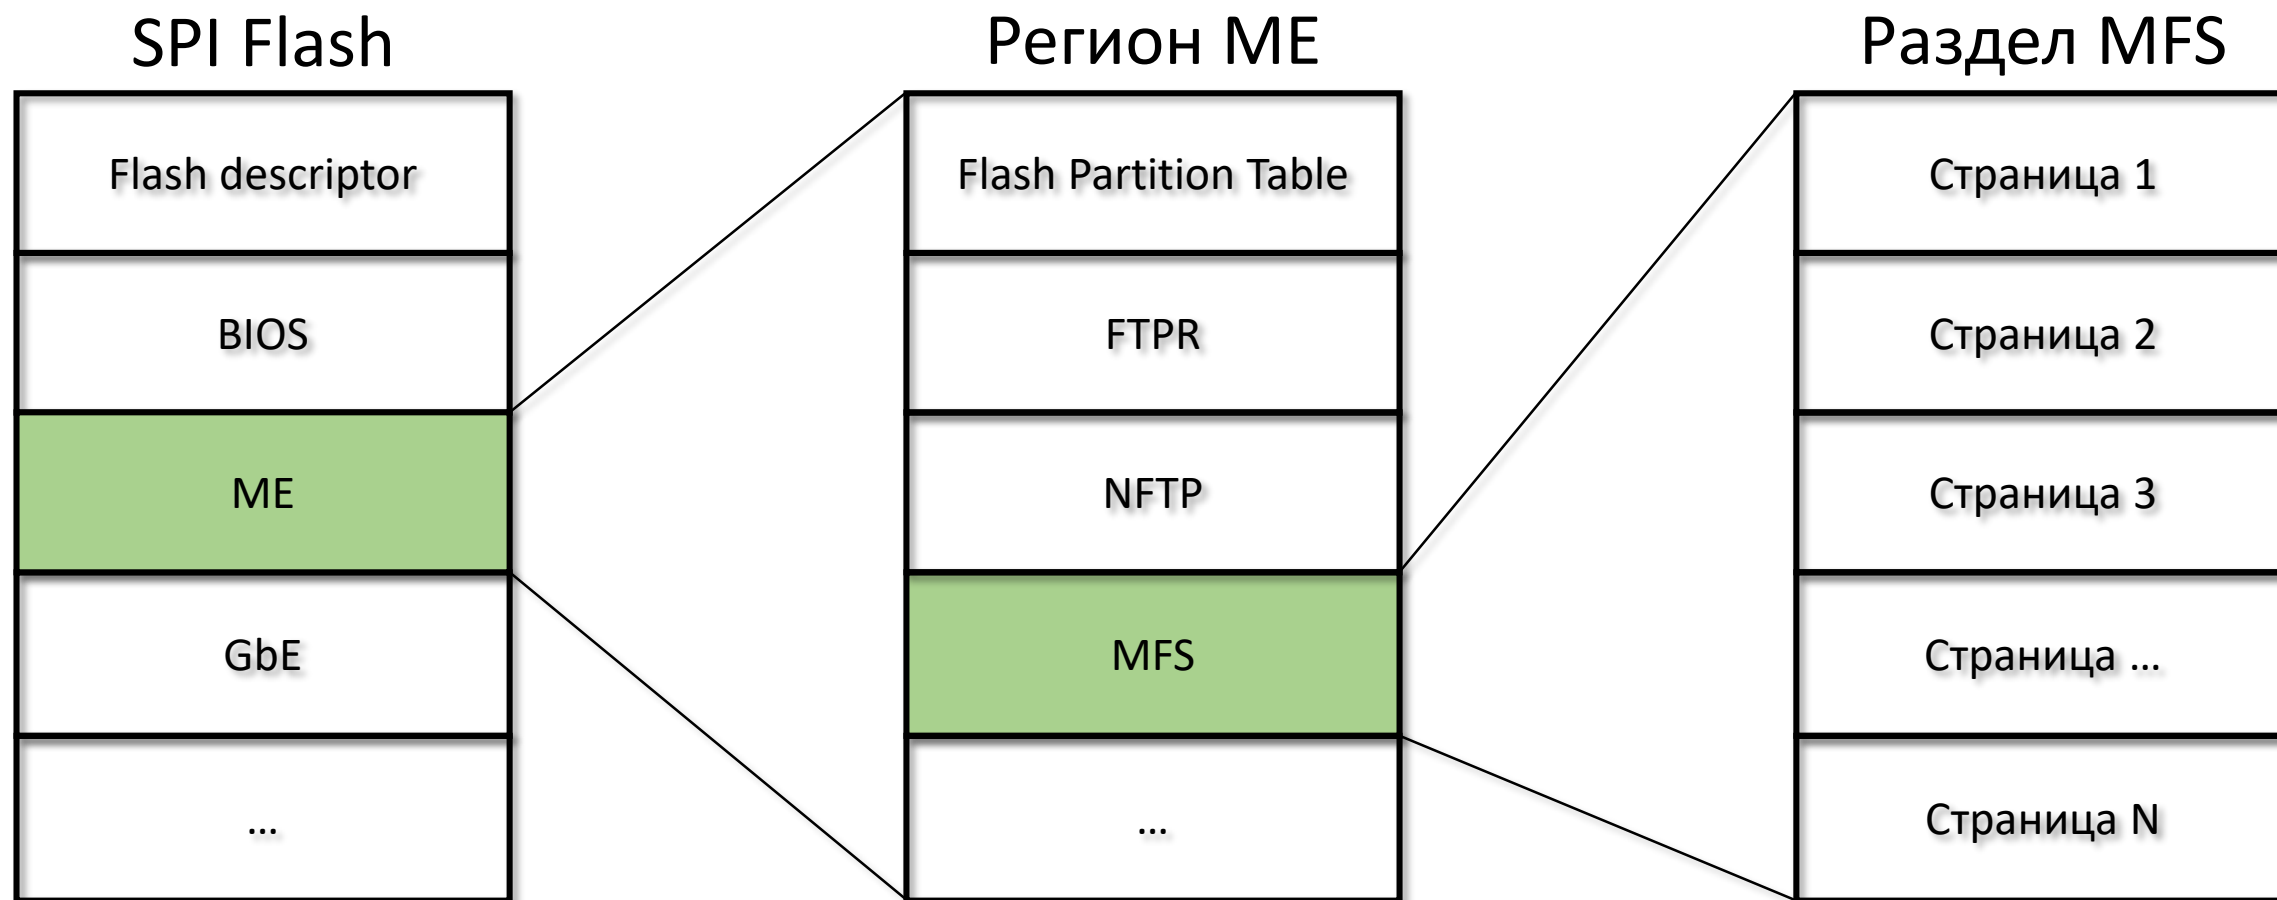 SPI Flash
Flash descriptor
BIOS
ME
GbE
...
Регион ME
Flash Partition Table
FTPR
NFTP
MFS
...
Раздел MFS
Страница 1
Страница 2
Страница 3
Страница ...
Страница N